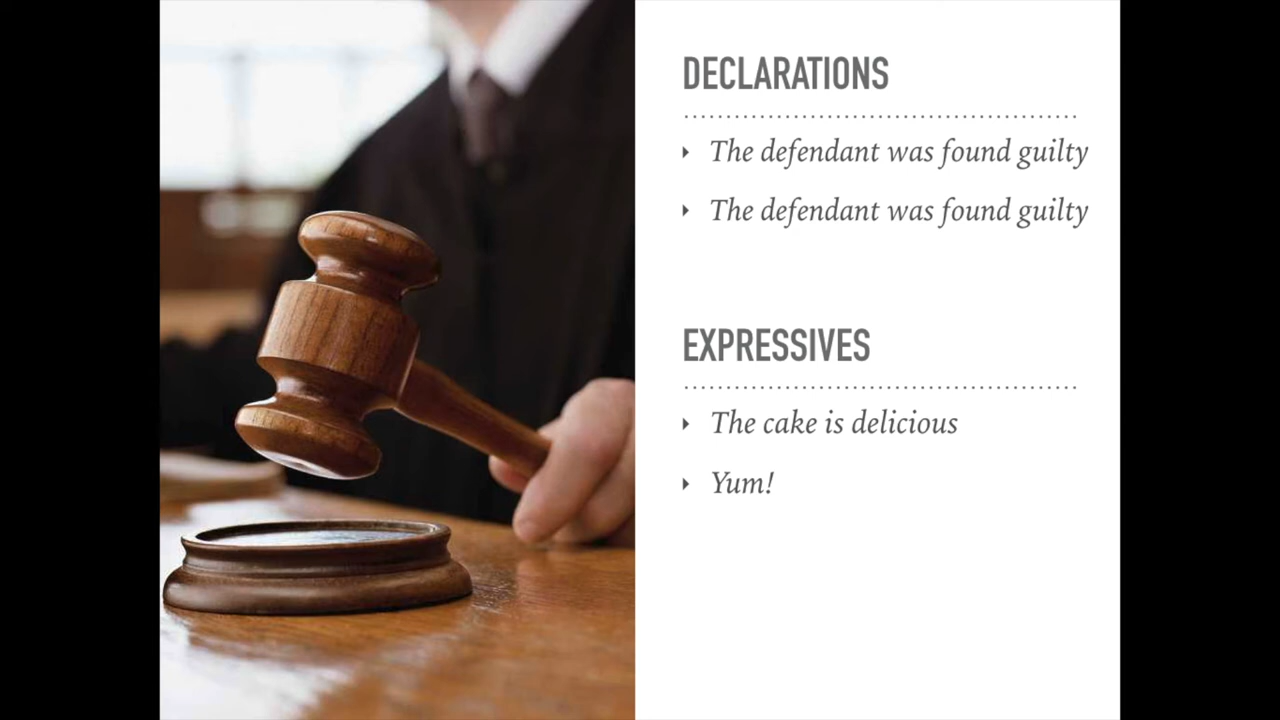 DECLARATIONS
The defendant was found guilty
The defendant was found guilty
EXPRESSIVES
The cake is delicious
Yum!